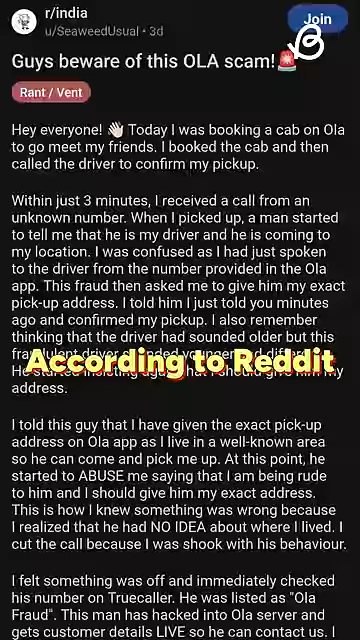 r/india
Join
u/SeaweedUsual • 3d
Guys beware of this OLA scam!🚨
Rant / Vent
Hey everyone! 👋🏻 Today I was booking a cab on Ola
to go meet my friends. I booked the cab and then
called the driver to confirm my pickup.
Within just 3 minutes, I received a call from an
unknown number. When I picked up, a man started
to tell me that he is my driver and he is coming to
my location. I was confused as I had just spoken
to the driver from the number provided in the Ola
app. This fraud then asked me to give him my exact
pick-up address. I told him I just told you minutes
ago and confirmed my pickup. I also remember
thinking that the driver had sounded older but this
According to Reddit
address.
I told this guy that I have given the exact pick-up
address on Ola app as I live in a well-known area
so he can come and pick me up. At this point, he
started to ABUSE me saying that I am being rude
to him and I should give him my exact address.
This is how I knew something was wrong because
I realized that he had NO IDEA about where I lived. I
cut the call because I was shook with his behaviour.
I felt something was off and immediately checked
his number on Truecaller. He was listed as "Ola
Fraud". This man has hacked into Ola server and
gets customer details LIVE so he can contact us. I